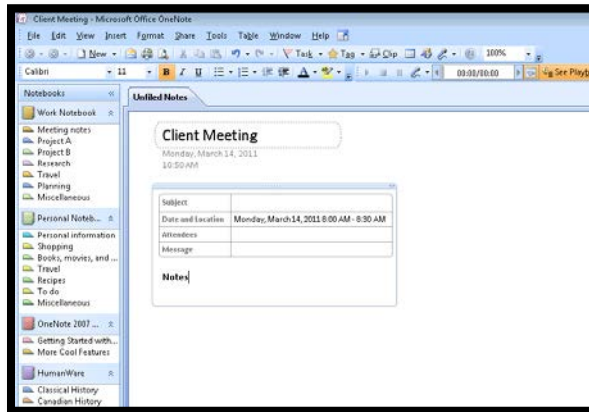 Client Meeting - Microsoft Office OneNote
File Edit View Insert Format Share Tools Table Window Help
New Task Tag Clip 100%
Calibri 11 B I U A 00:00/00:00 See Playb
Notebooks
Unfiled Notes
Work Notebook
Meeting notes
Project A
Project B
Research
Travel
Planning
Miscellaneous
Personal Noteb...
Personal information
Shopping
Books, movies, and ...
Travel
Recipes
To do
Miscellaneous
OneNote 2007 ...
Getting Started with...
More Cool Features
HumanWare
Classical History
Canadian History
Client Meeting
Monday, March 14, 2011
10:50 AM
Subject
Date and Location Monday, March 14, 2011 8:00 AM - 8:30 AM
Attendees
Message
Notes